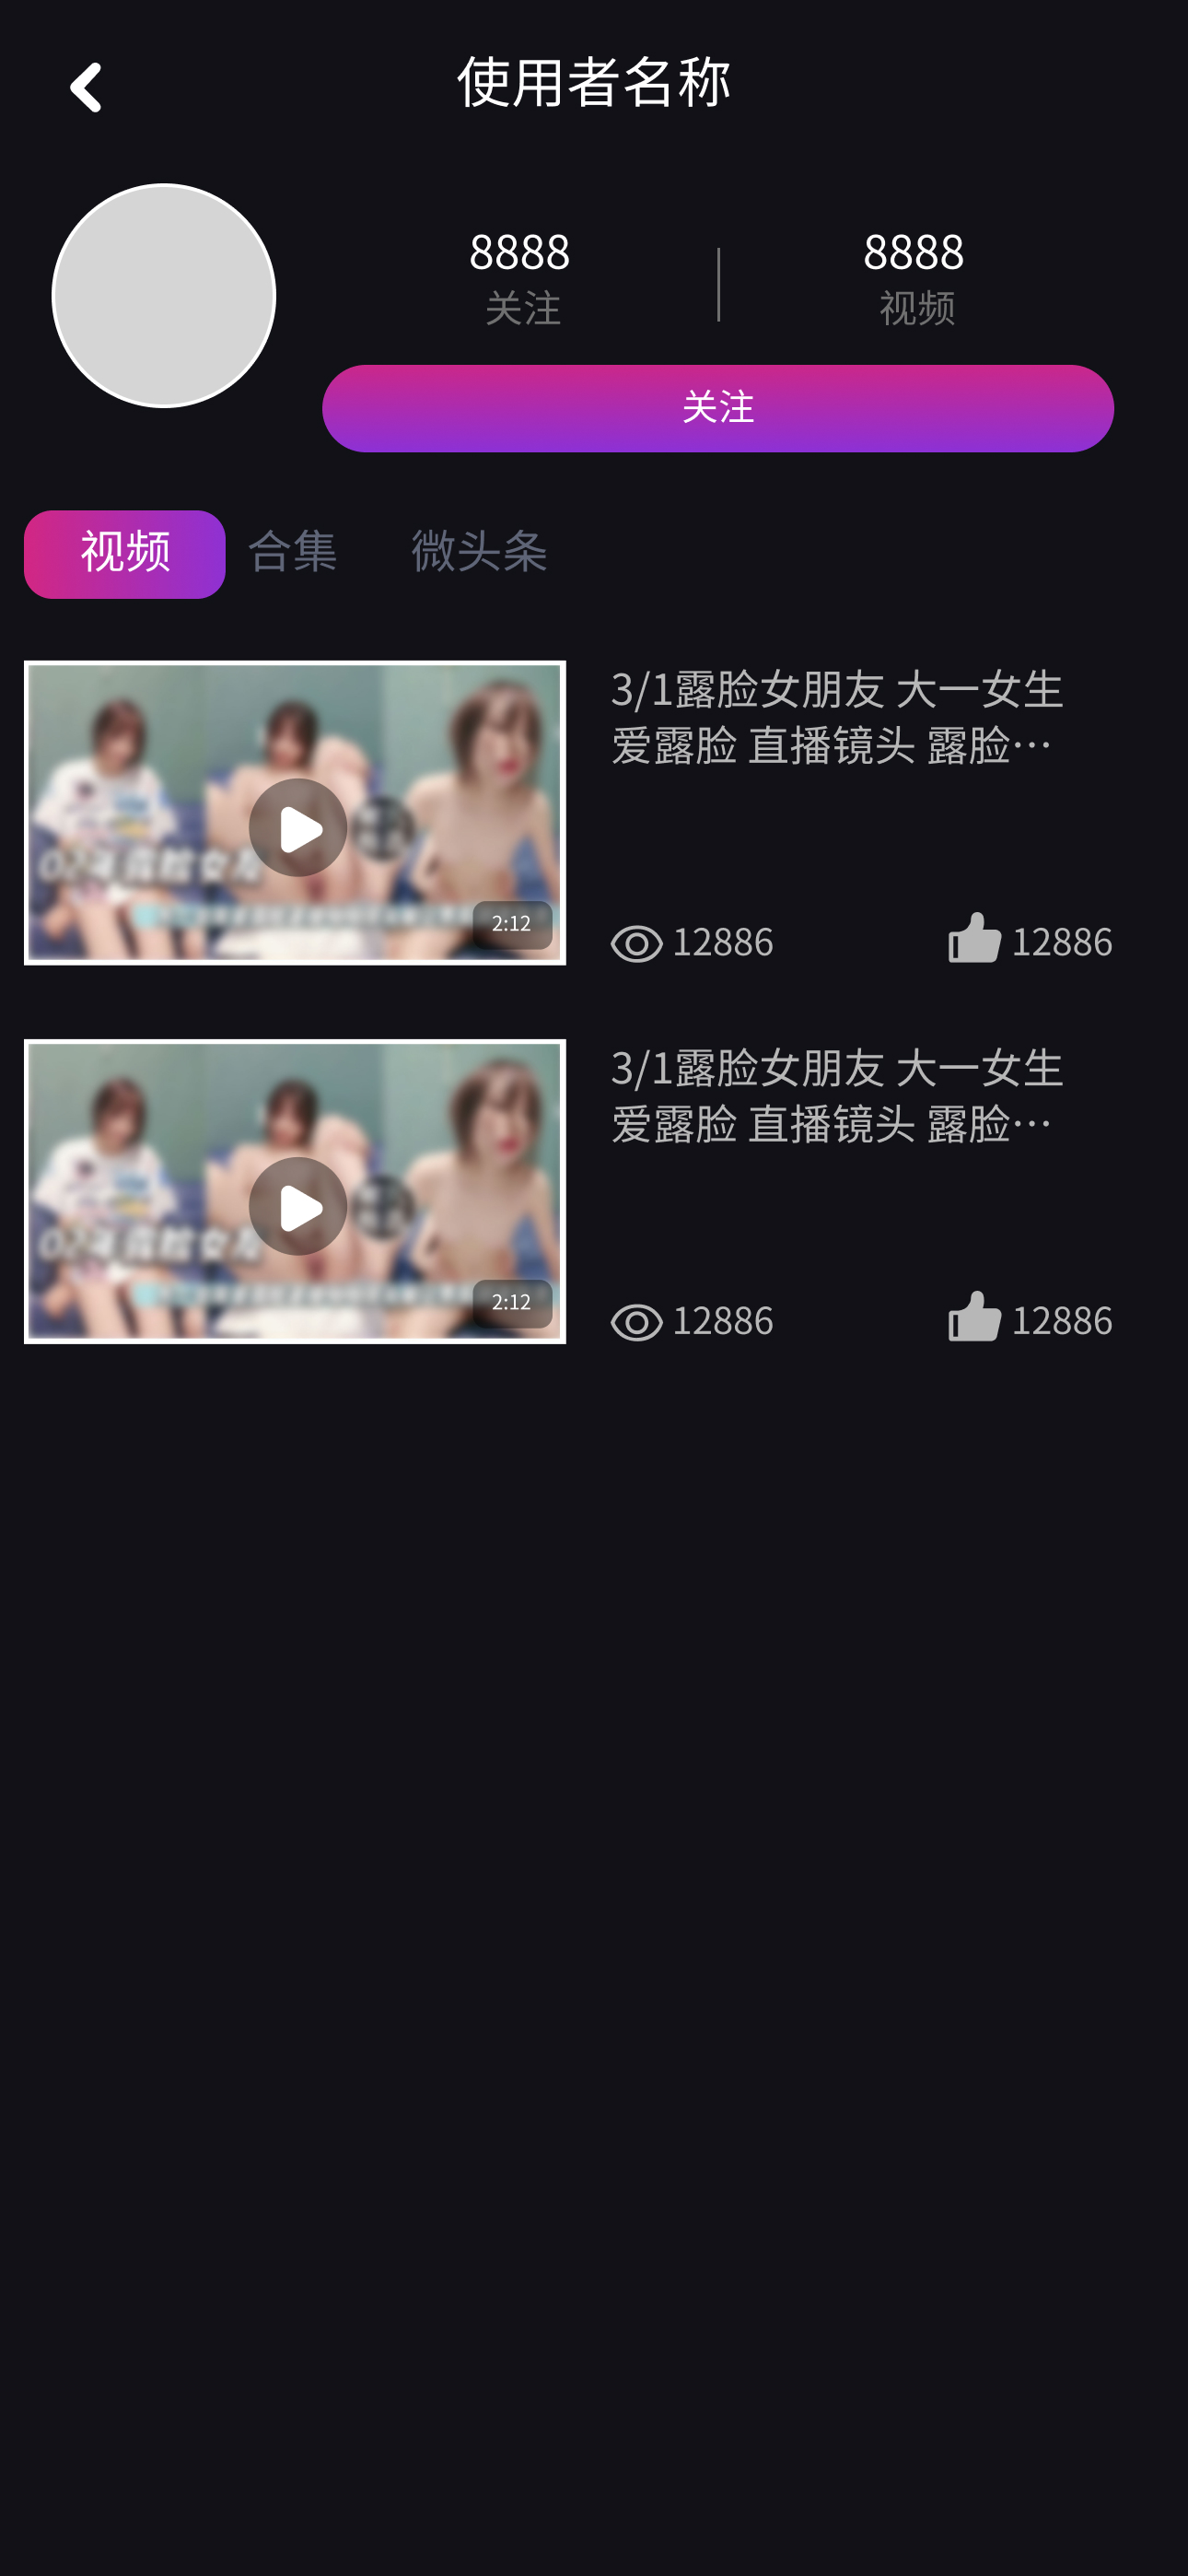 使用者名称
8888
8888
关注
视频
关注
视频
合集
微头条
3/1露脸女朋友 大一女生
爱露脸 直播镜头 露脸…
2:12
12886
12886
3/1露脸女朋友 大一女生
爱露脸 直播镜头 露脸…
2:12
12886
12886